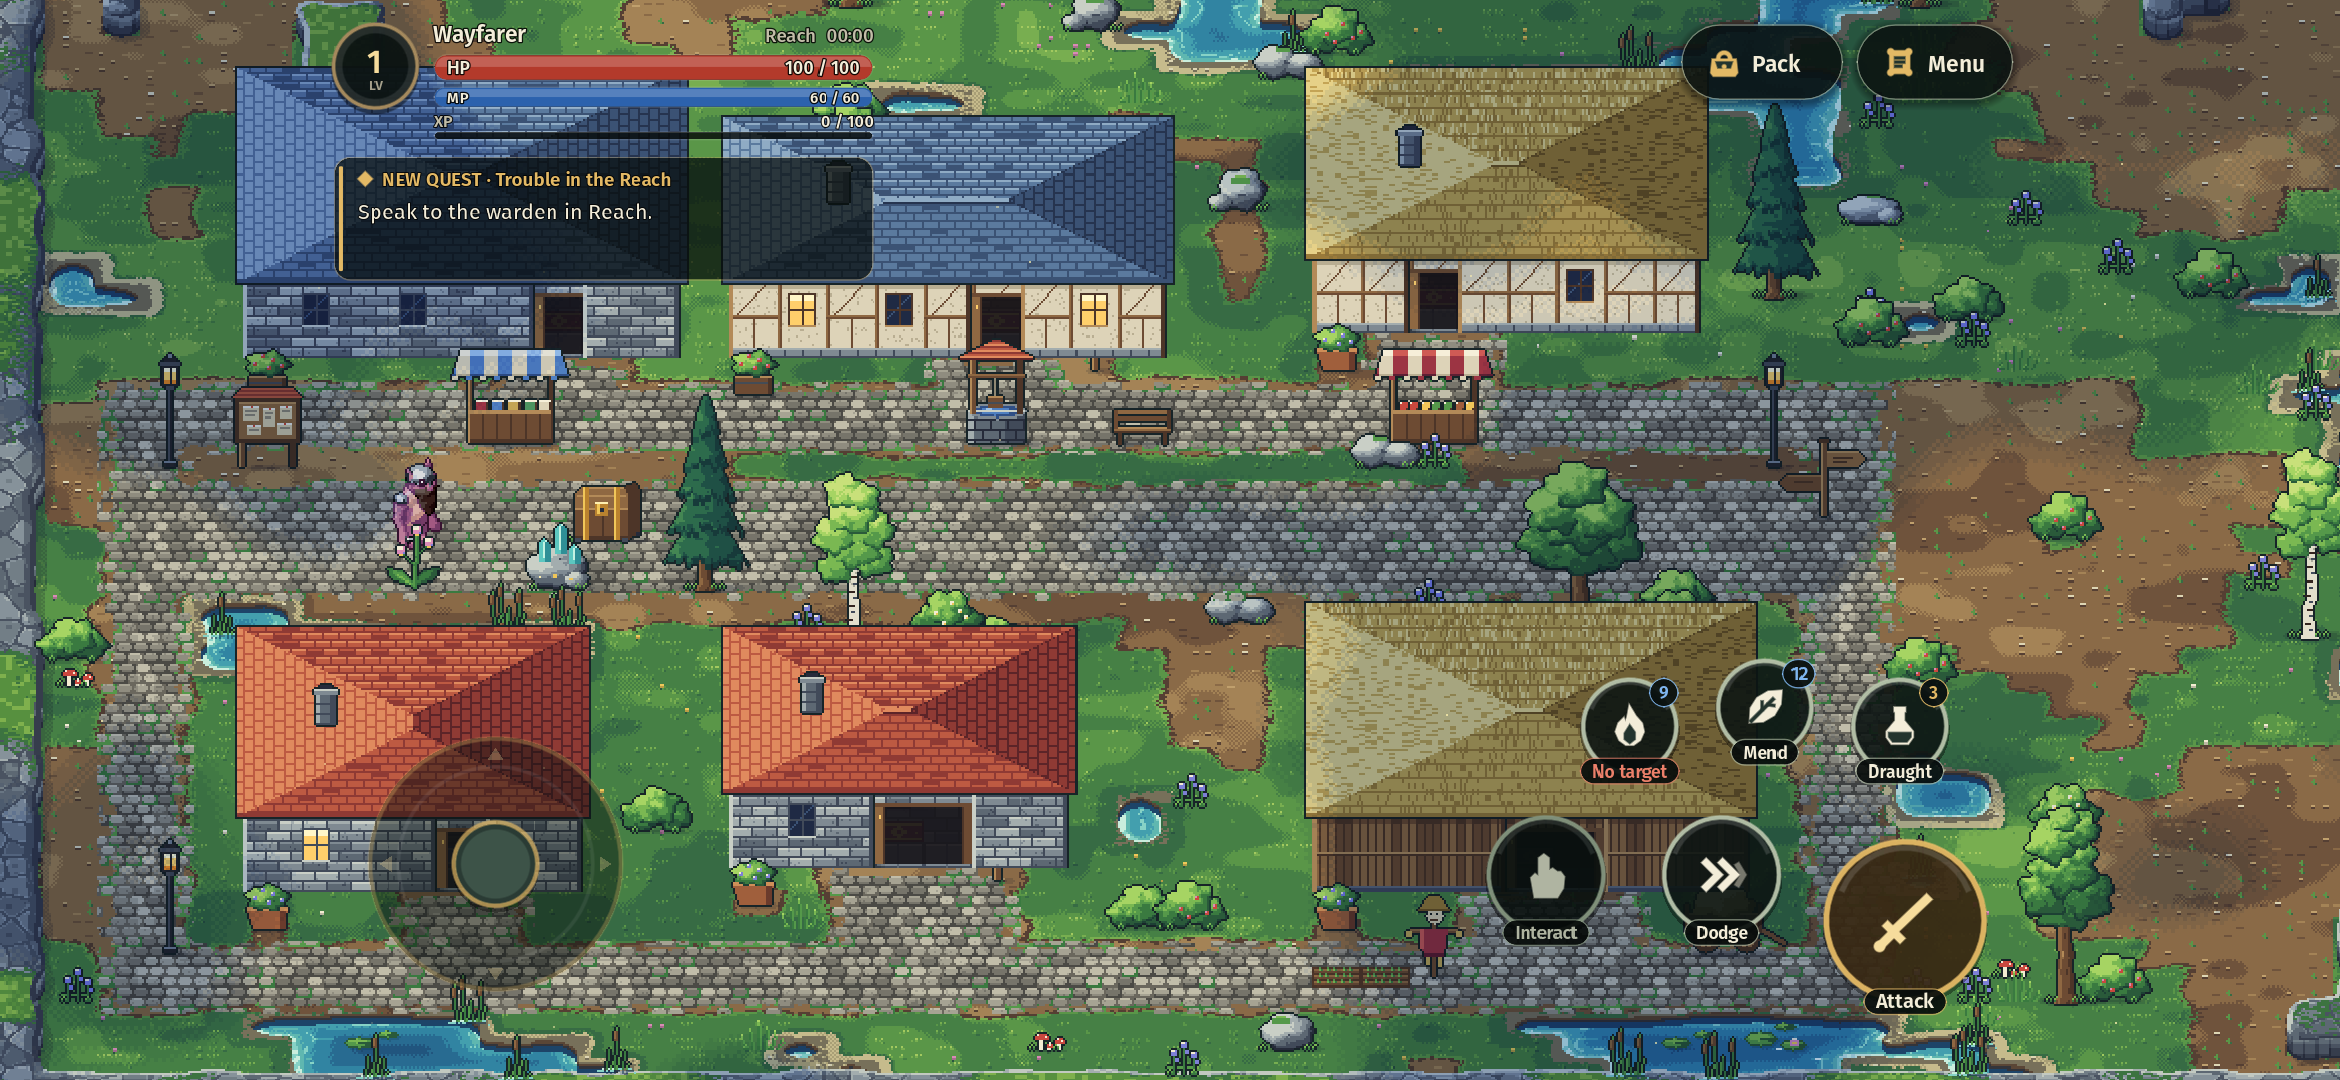 Wayfarer
Reach 00:00
1
LV
HP 100 / 100
MP 60 / 60
XP 0 / 100
NEW QUEST · Trouble in the Reach
Speak to the warden in Reach.
Pack
Menu
9
No target
12
Mend
3
Draught
Interact
Dodge
Attack